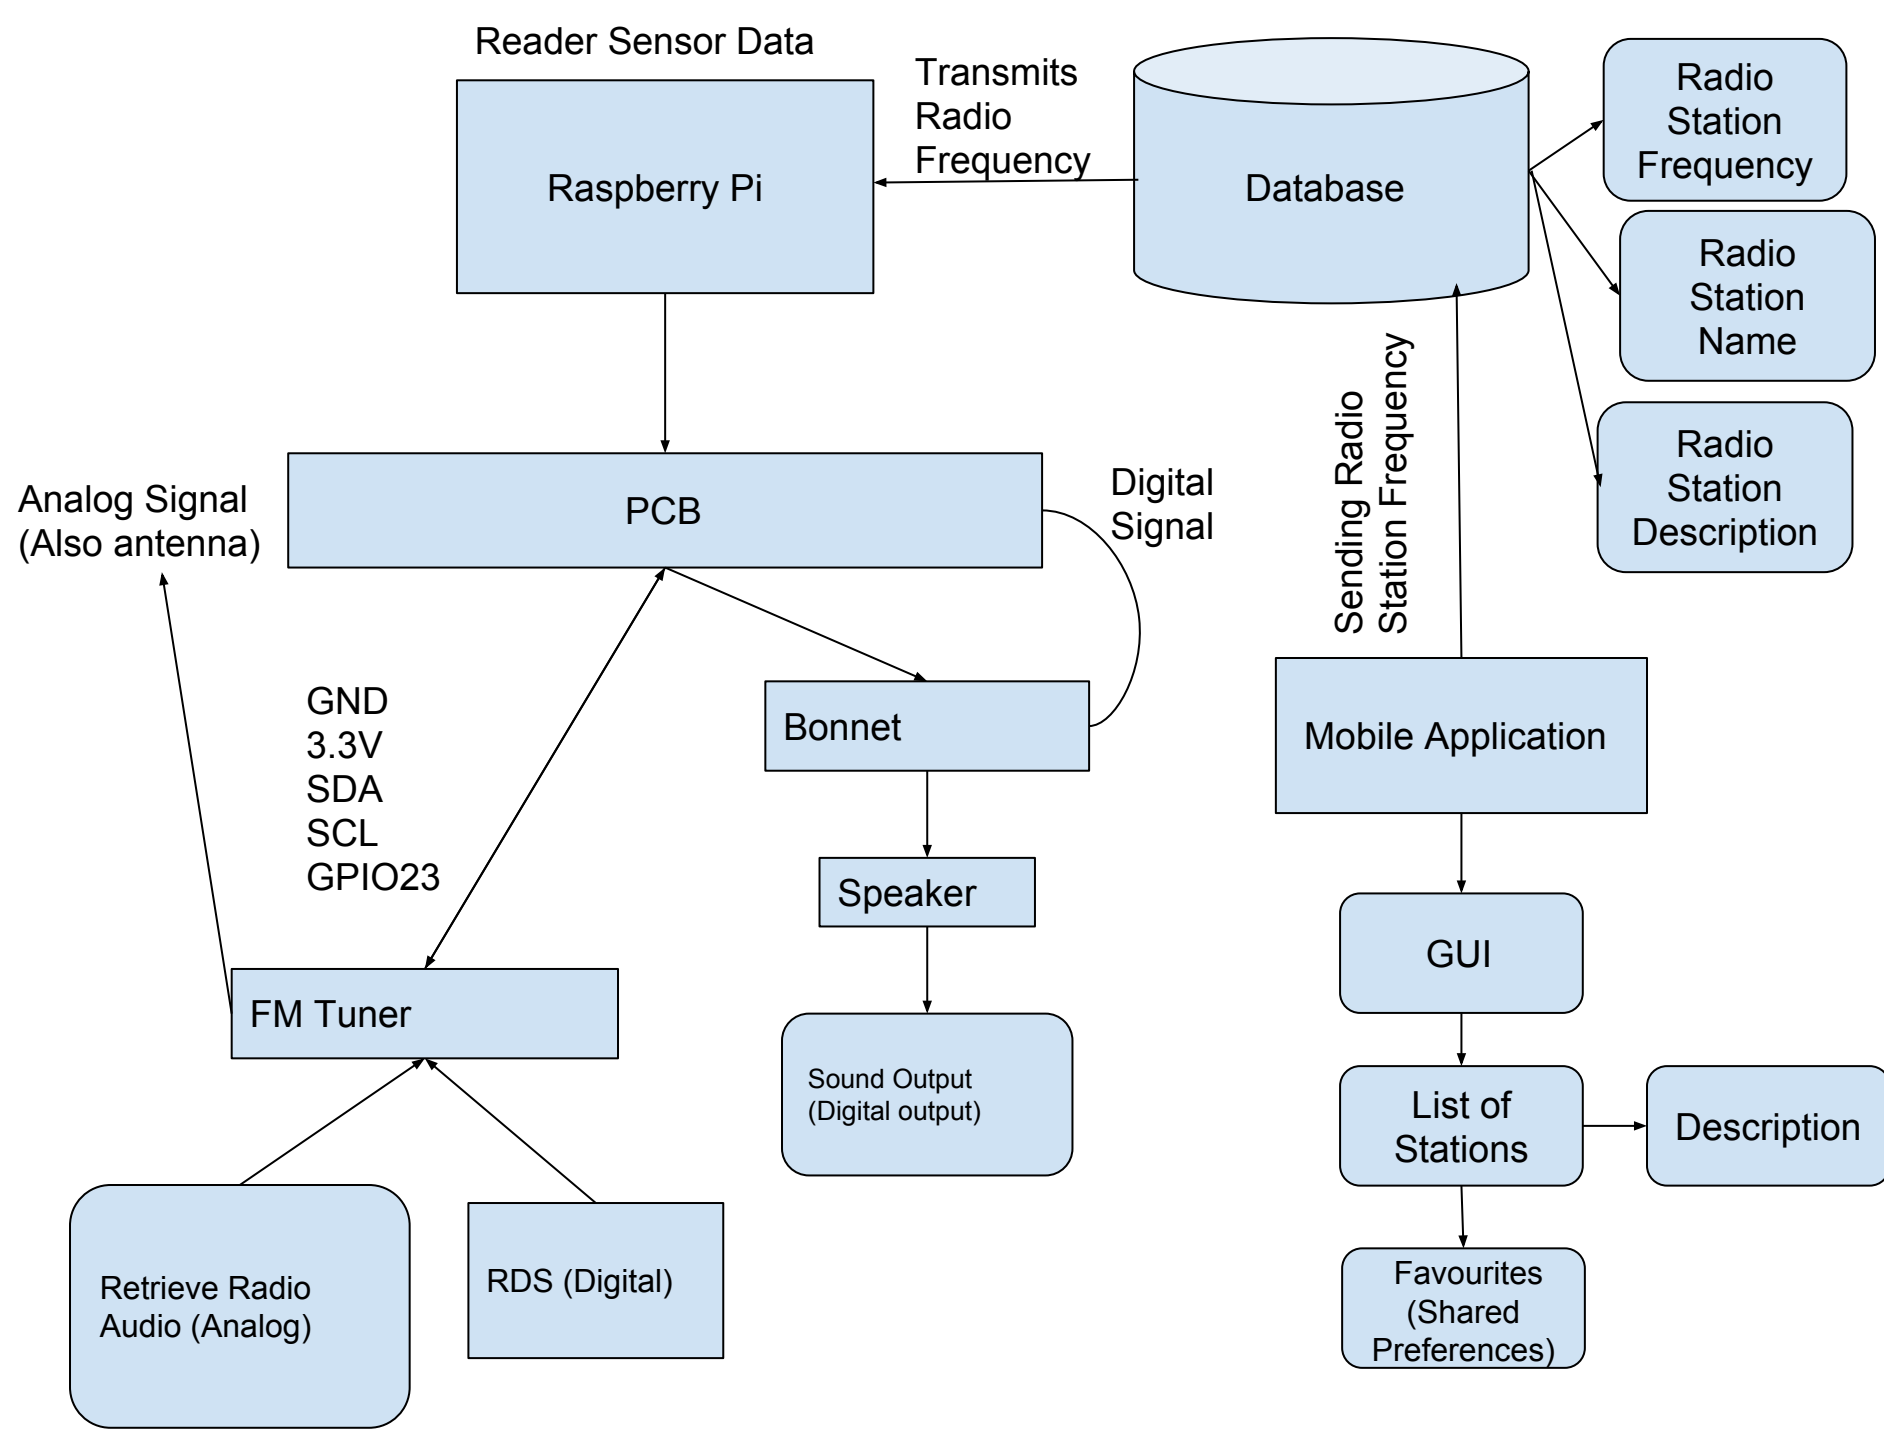 Reader Sensor Data
Raspberry Pi
Transmits
Radio
Frequency
Database
Radio
Station
Frequency
Radio
Station
Name
Radio
Station
Description
Sending Radio
Station Frequency
Analog Signal
(Also antenna)
PCB
Digital
Signal
GND
3.3V
SDA
SCL
GPIO23
Bonnet
Mobile Application
Speaker
GUI
FM Tuner
Sound Output
(Digital output)
List of
Stations
Description
Retrieve Radio
Audio (Analog)
RDS (Digital)
Favourites
(Shared
Preferences)